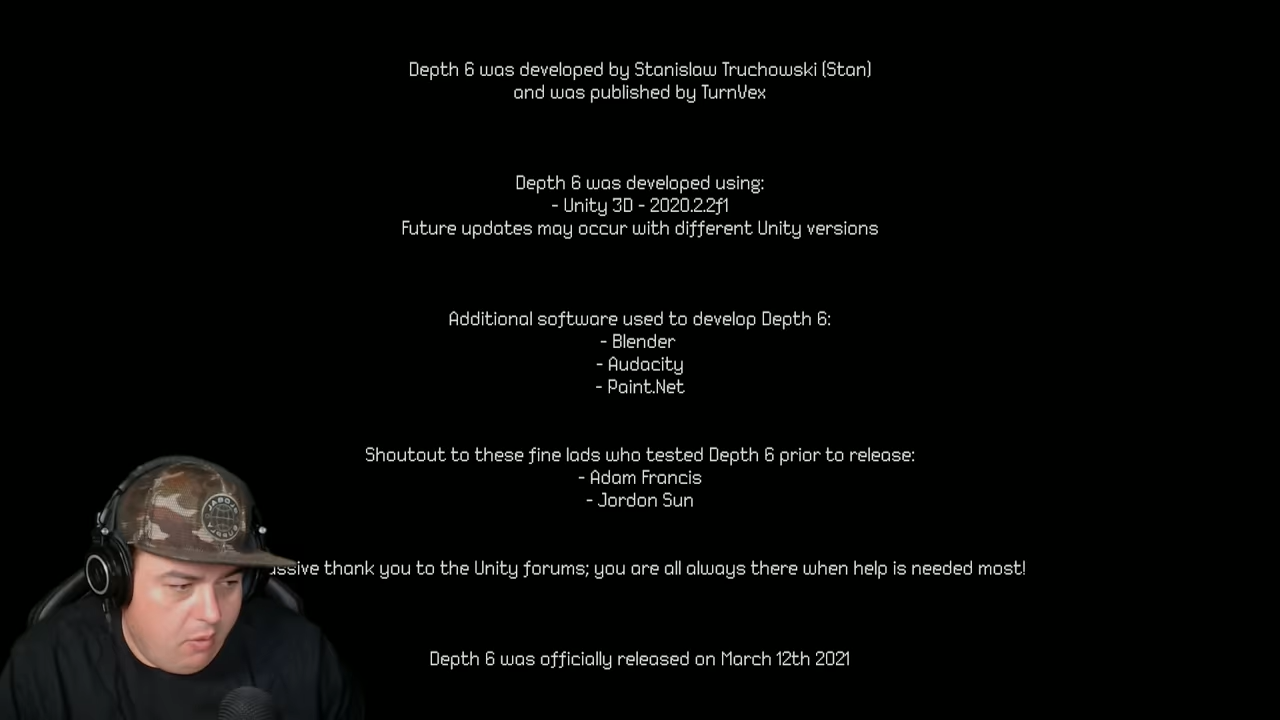 Depth 6 was developed by Stanislaw Truchowski (Stan)
and was published by TurnVex
Depth 6 was developed using:
- Unity 3D - 2020.2.2f1
Future updates may occur with different Unity versions
Additional software used to develop Depth 6:
- Blender
- Audacity
- Paint.Net
Shoutout to these fine lads who tested Depth 6 prior to release:
- Adam Francis
- Jordon Sun
thank you to the Unity forums; you are all always there when help is needed most!
Depth 6 was officially released on March 12th 2021